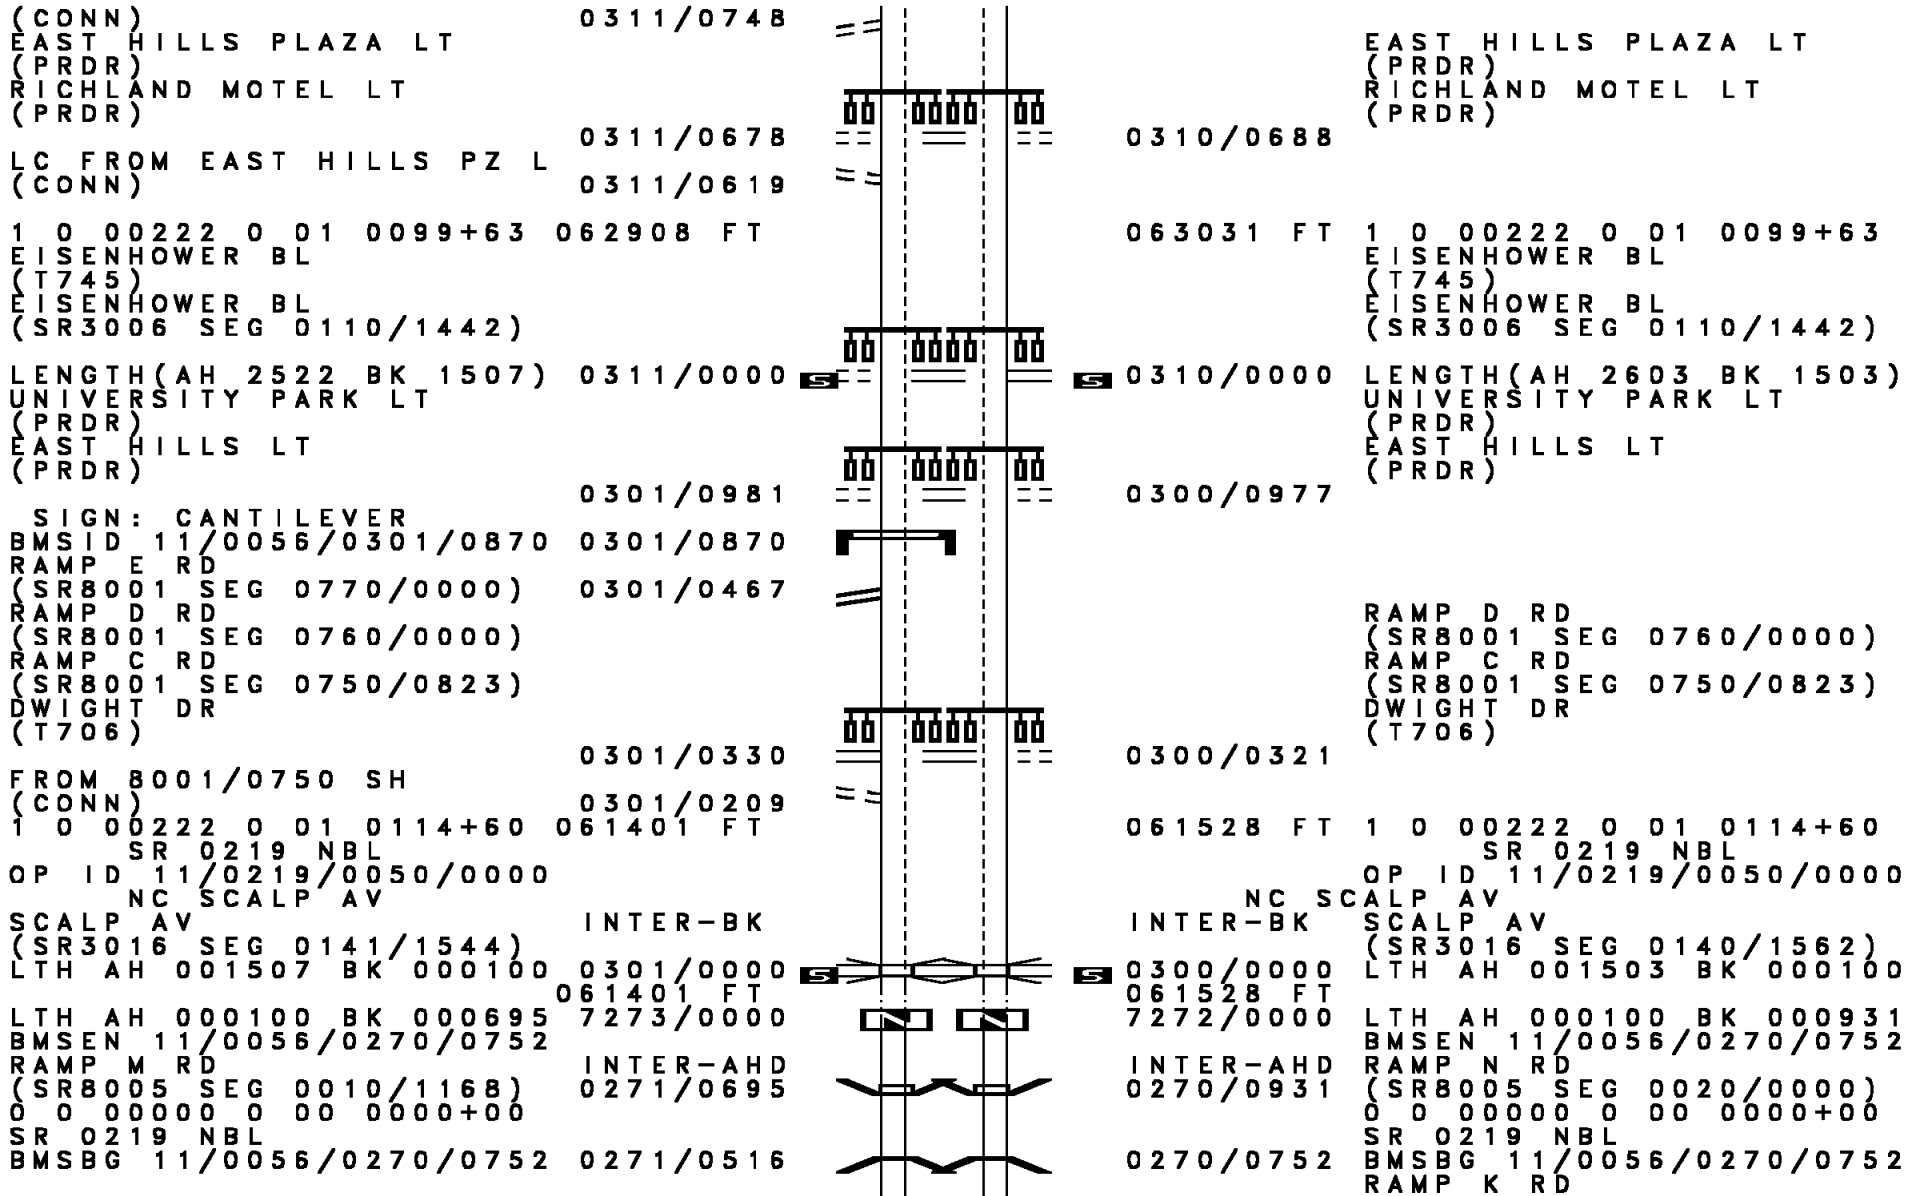 (CONN) 0311/0748
EAST HILLS PLAZA LT EAST HILLS PLAZA LT
(PRDR) (PRDR)
RICHLAND MOTEL LT RICHLAND MOTEL LT
(PRDR) (PRDR)
0311/0678 0310/0688
LC FROM EAST HILLS PZ L
(CONN) 0311/0619
1 0 00222 0 01 0099+63 062908 FT 063031 FT 1 0 00222 0 01 0099+63
EISENHOWER BL EISENHOWER BL
(T745) (T745)
EISENHOWER BL EISENHOWER BL
(SR3006 SEG 0110/1442) (SR3006 SEG 0110/1442)
LENGTH(AH 2522 BK 1507) 0311/0000 S S 0310/0000 LENGTH(AH 2603 BK 1503)
UNIVERSITY PARK LT UNIVERSITY PARK LT
(PRDR) (PRDR)
EAST HILLS LT EAST HILLS LT
(PRDR) (PRDR)
0301/0981 0300/0977
SIGN: CANTILEVER
BMSID 11/0056/0301/0870 0301/0870
RAMP E RD
(SR8001 SEG 0770/0000) 0301/0467
RAMP D RD RAMP D RD
(SR8001 SEG 0760/0000) (SR8001 SEG 0760/0000)
RAMP C RD RAMP C RD
(SR8001 SEG 0750/0823) (SR8001 SEG 0750/0823)
DWIGHT DR DWIGHT DR
(T706) (T706)
0301/0330 0300/0321
FROM 8001/0750 SH
(CONN) 0301/0209
1 0 00222 0 01 0114+60 061401 FT 061528 FT 1 0 00222 0 01 0114+60
SR 0219 NBL SR 0219 NBL
OP ID 11/0219/0050/0000 OP ID 11/0219/0050/0000
NC SCALP AV NC SCALP AV
SCALP AV INTER-BK INTER-BK SCALP AV
(SR3016 SEG 0141/1544) (SR3016 SEG 0140/1562)
LTH AH 001507 BK 000100 0301/0000 S S 0300/0000 LTH AH 001503 BK 000100
061401 FT 061528 FT
LTH AH 000100 BK 000695 7273/0000 7272/0000 LTH AH 000100 BK 000931
BMSEN 11/0056/0270/0752 BMSEN 11/0056/0270/0752
RAMP M RD INTER-AHD INTER-AHD RAMP N RD
(SR8005 SEG 0010/1168) 0271/0695 0270/0931 (SR8005 SEG 0020/0000)
0 0 00000 0 00 0000+00 0 0 00000 0 00 0000+00
SR 0219 NBL SR 0219 NBL
BMSBG 11/0056/0270/0752 0271/0516 0270/0752 BMSBG 11/0056/0270/0752
RAMP K RD